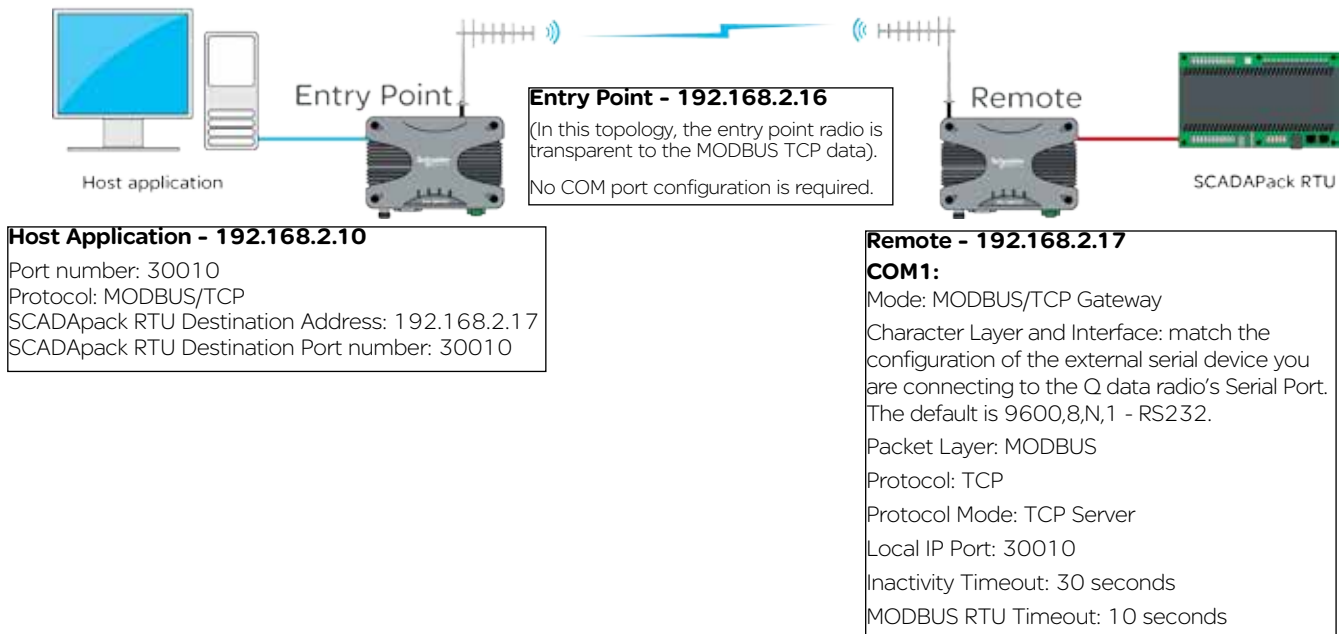 Entry Point
Entry Point - 192.168.2.16
(In this topology, the entry point radio is
transparent to the MODBUS TCP data).
No COM port configuration is required.
Remote
Host application
SCADAPack RTU
Host Application - 192.168.2.10
Port number: 30010
Protocol: MODBUS/TCP
SCADApack RTU Destination Address: 192.168.2.17
SCADApack RTU Destination Port number: 30010
Remote - 192.168.2.17
COM1:
Mode: MODBUS/TCP Gateway
Character Layer and Interface: match the
configuration of the external serial device you
are connecting to the Q data radio's Serial Port.
The default is 9600,8,N,1 - RS232.
Packet Layer: MODBUS
Protocol: TCP
Protocol Mode: TCP Server
Local IP Port: 30010
Inactivity Timeout: 30 seconds
MODBUS RTU Timeout: 10 seconds